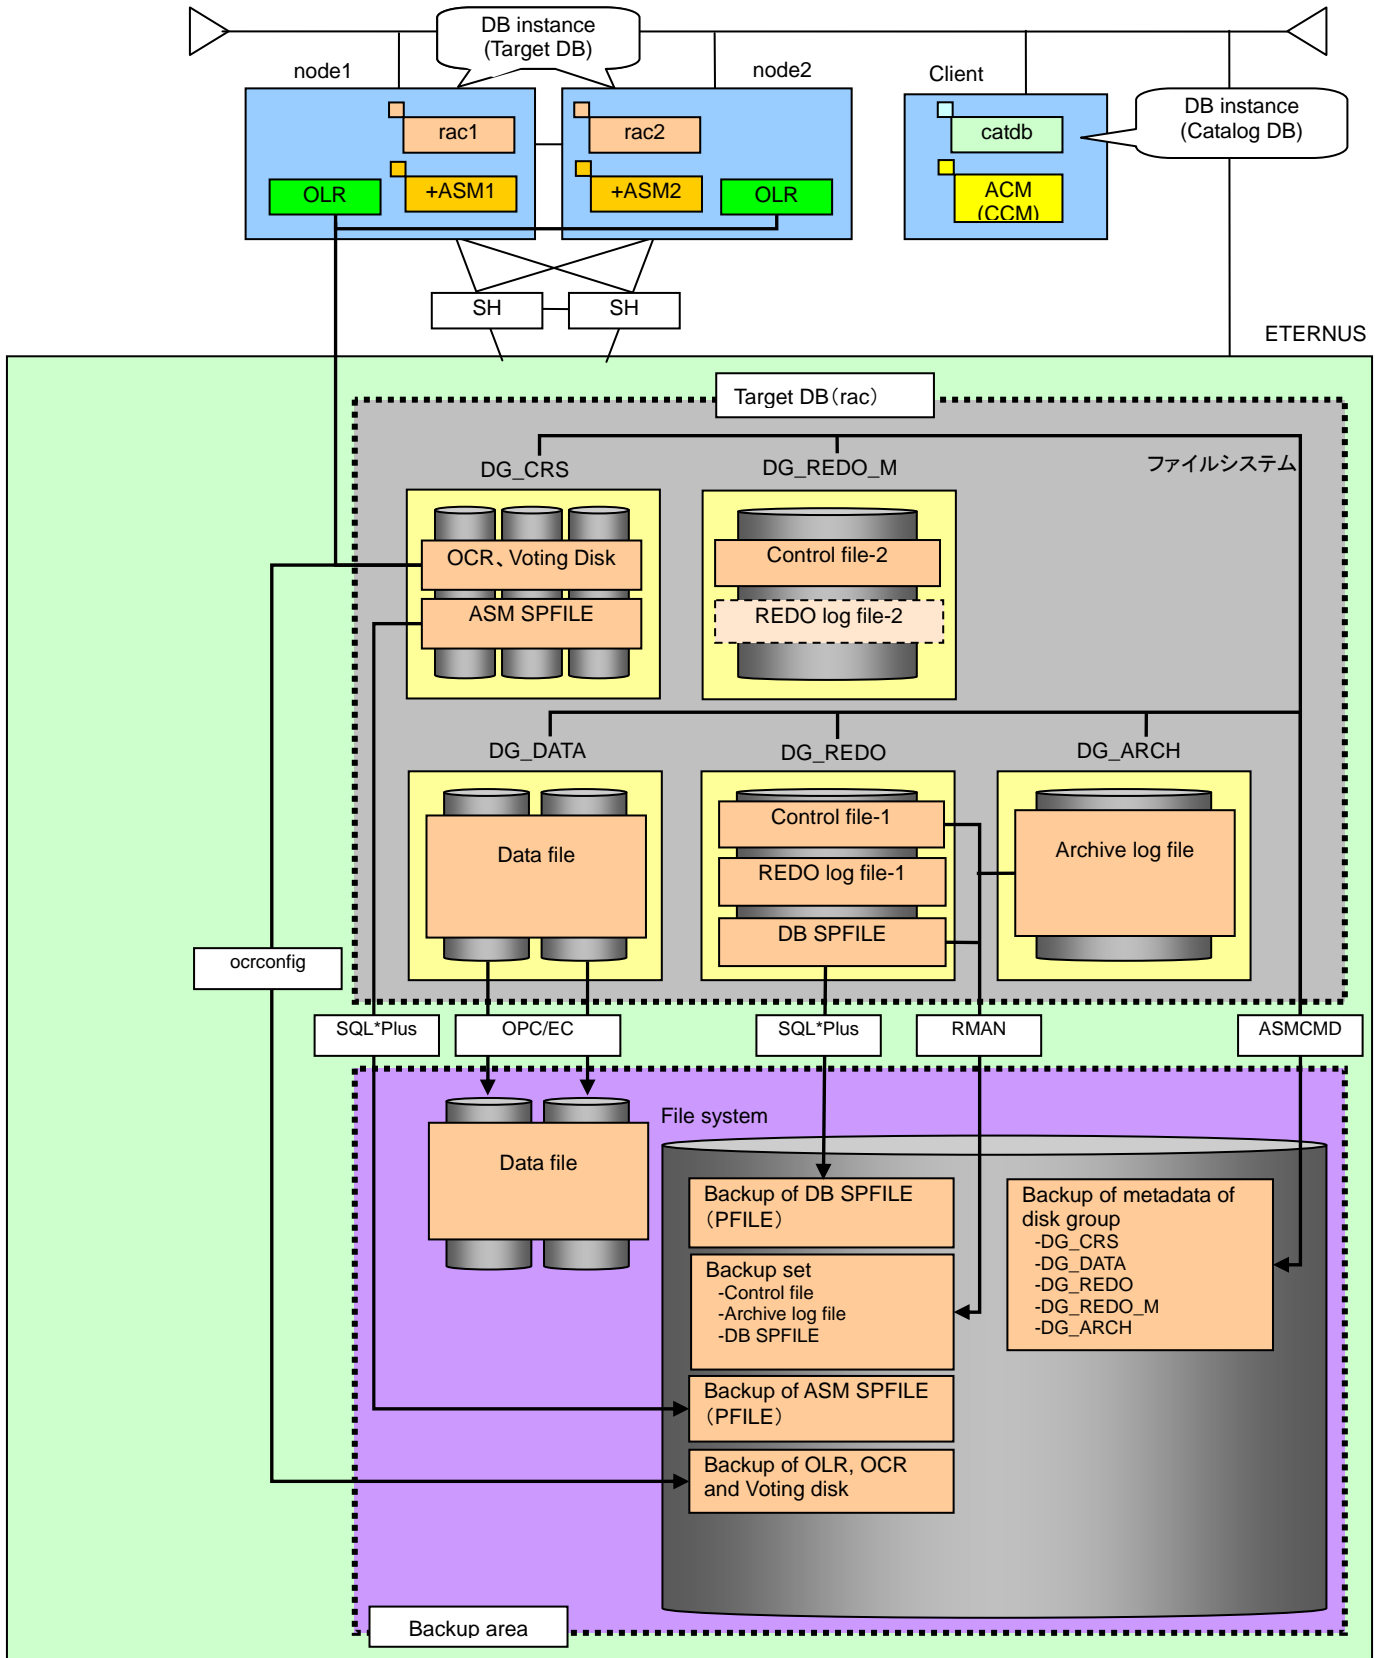 DB instance
(Target DB)
node1
node2
Client
DB instance
(Catalog DB)
rac1
rac2
catdb
OLR
+ASM1
+ASM2
OLR
ACM
(CCM)
SH
SH
ETERNUS
Target DB（rac）
ファイルシステム
DG_CRS
DG_REDO_M
OCR、Voting Disk
ASM SPFILE
Control file-2
REDO log file-2
DG_DATA
DG_REDO
DG_ARCH
Data file
Control file-1
REDO log file-1
DB SPFILE
Archive log file
ocrconfig
SQL*Plus
OPC/EC
SQL*Plus
RMAN
ASMCMD
File system
Data file
Backup of DB SPFILE
（PFILE）
Backup set
-Control file
-Archive log file
-DB SPFILE
Backup of ASM SPFILE
（PFILE）
Backup of OLR, OCR
and Voting disk
Backup of metadata of
disk group
-DG_CRS
-DG_DATA
-DG_REDO
-DG_REDO_M
-DG_ARCH
Backup area